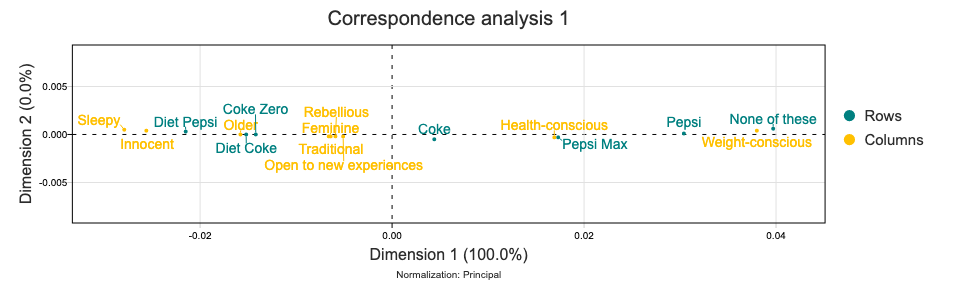 Correspondence analysis 1
Dimension 2 (0.0%)
0.005
0.000
-0.005
Sleepy
Innocent
Diet Pepsi
Coke Zero
Older
Diet Coke
Rebellious
Feminine
Traditional
Open to new experiences
Coke
Health-conscious
Pepsi Max
Pepsi
None of these
Weight-conscious
Rows
Columns
-0.02
0.00
0.02
0.04
Dimension 1 (100.0%)
Normalization: Principal